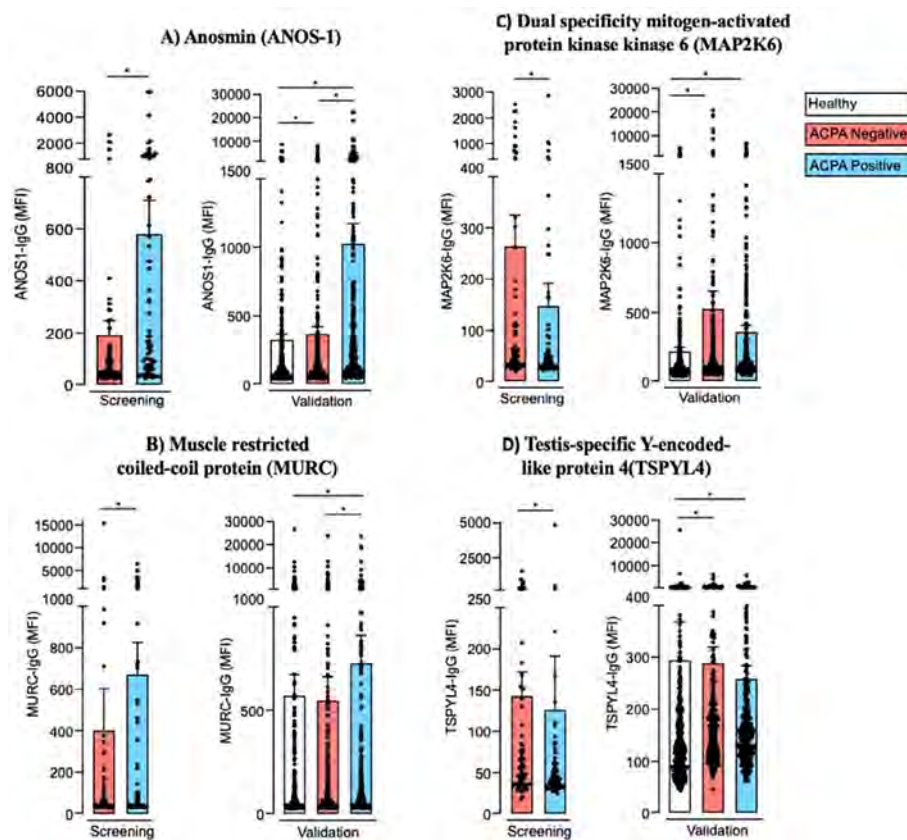 A) Anosmin (ANOS-1)
ANOS1-IgG (MFI)
6000
4000
2000
800
600
400
200
0
*
Screening
ANOS1-IgG (MFI)
30000
20000
10000
1500
1000
500
0
*
*
*
Validation
C) Dual specificity mitogen-activated
protein kinase kinase 6 (MAP2K6)
MAP2K6-IgG (MFI)
3000
2000
1000
400
300
200
100
0
*
Screening
MAP2K6-IgG (MFI)
30000
20000
10000
1500
1000
500
0
*
*
Validation
Healthy
ACPA Negative
ACPA Positive
B) Muscle restricted
coiled-coil protein (MURC)
MURC-IgG (MFI)
15000
10000
5000
1000
800
600
400
200
0
*
Screening
MURC-IgG (MFI)
30000
20000
10000
1000
500
0
*
*
Validation
D) Testis-specific Y-encoded-
like protein 4(TSPYL4)
TSPYL4-IgG (MFI)
5000
2500
250
200
150
100
50
0
*
Screening
TSPYL4-IgG (MFI)
30000
20000
10000
400
300
200
100
0
*
*
Validation